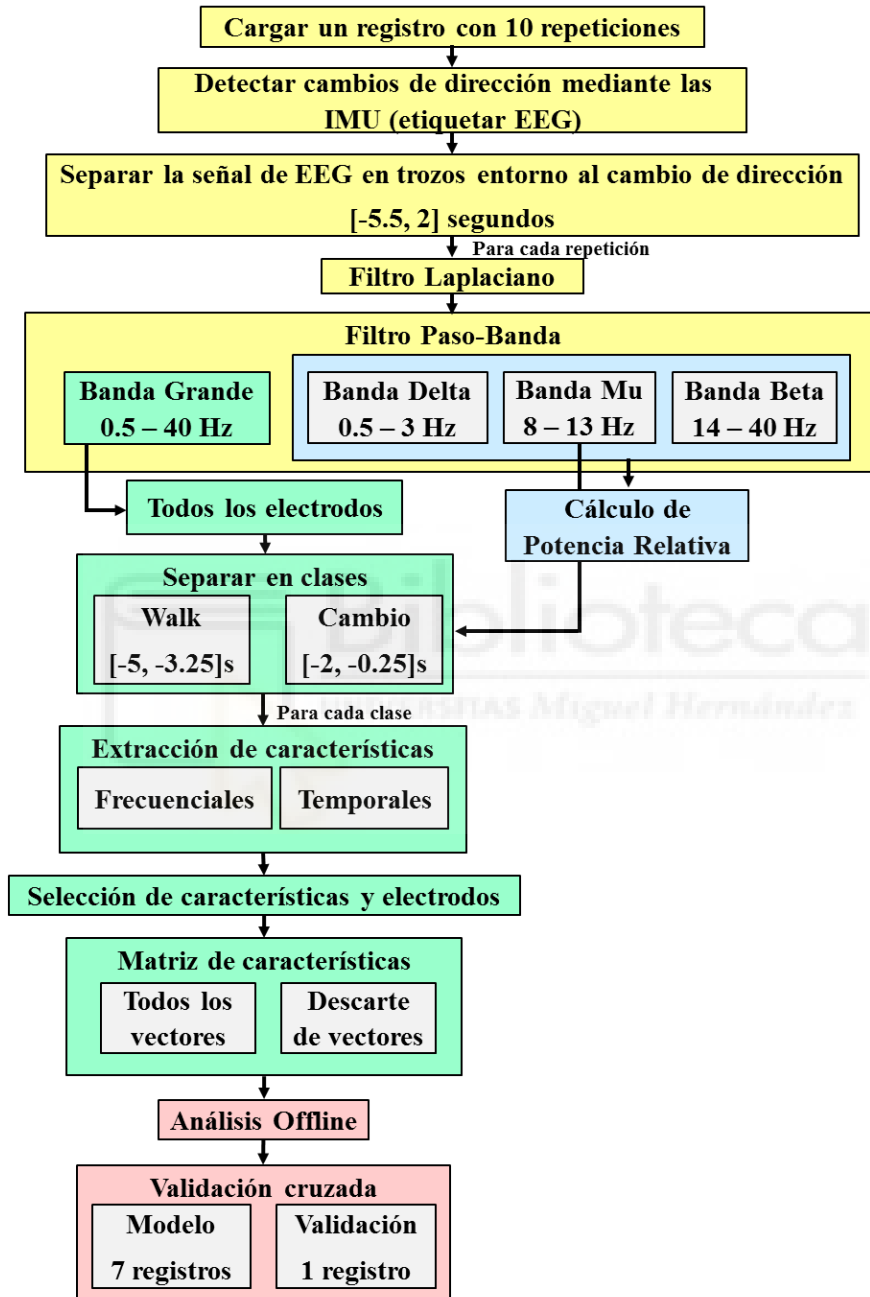 Cargar un registro con 10 repeticiones
Detectar cambios de dirección mediante las
IMU (etiquetar EEG)
Separar la señal de EEG en trozos entorno al cambio de dirección
[-5.5, 2] segundos
Para cada repetición
Filtro Laplaciano
Filtro Paso-Banda
Banda Grande
0.5 – 40 Hz
Banda Delta
0.5 – 3 Hz
Banda Mu
8 – 13 Hz
Banda Beta
14 – 40 Hz
Todos los electrodos
Cálculo de
Potencia Relativa
Separar en clases
Walk
[-5, -3.25]s
Cambio
[-2, -0.25]s
Biblioteca
UNIVERSITAS Miguel Hernández
Para cada clase
Extracción de característicias
Frecuenciales
Temporales
Selección de características y electrodos
Matriz de características
Todos los
vectores
Descarte
de vectores
Análisis Offline
Validación cruzada
Modelo
7 registros
Validación
1 registro